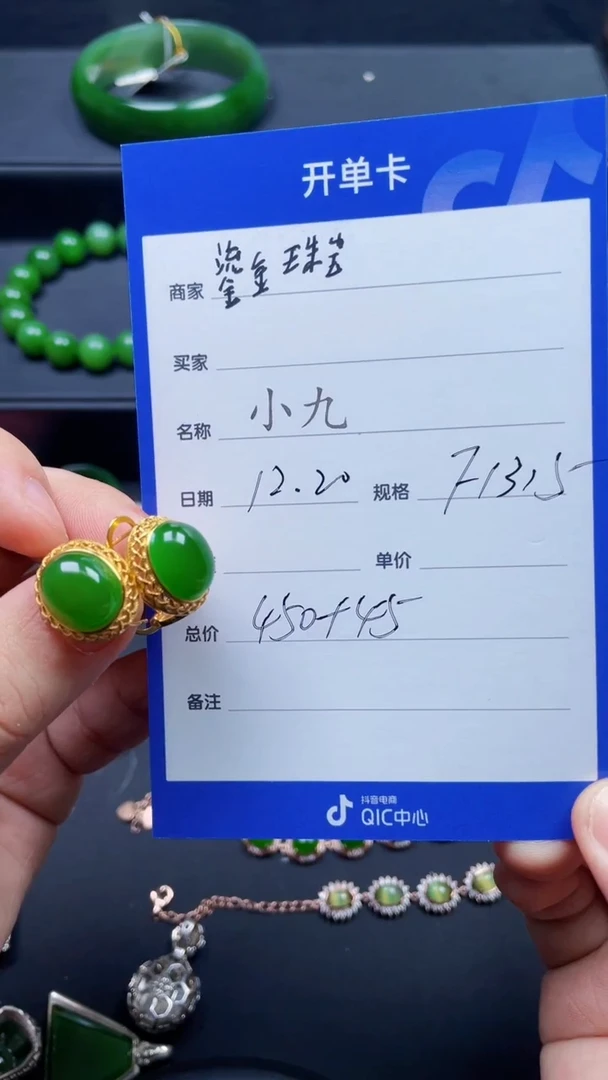 开单卡
商家 鎏金珠宝
买家
名称 小九
日期 12.20 规格 71315
单价
总价 450+45
备注
抖音电商
QIC中心